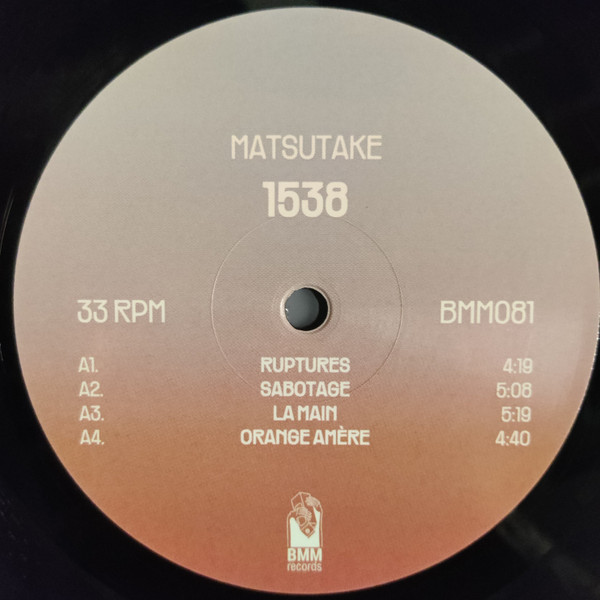 MATSUTAKE
1538
33 RPM BMM081
A1. RUPTURES 4:19
A2. SABOTAGE 5:08
A3. LA MAIN 5:19
A4. ORANGE AMÈRE 4:40
BMM
records